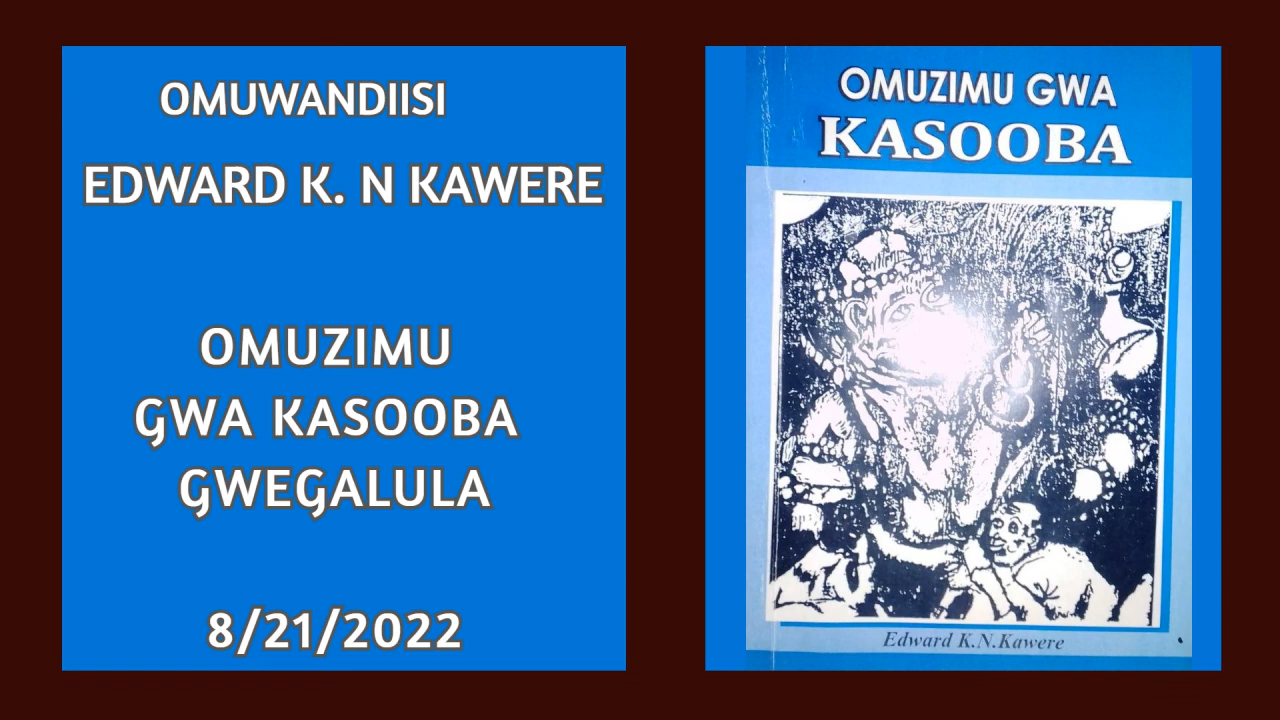 OMUWANDIISI
EDWARD K. N KAWERE
OMUZIMU
GWA KASOOBA
GWEGALULA
8/21/2022
OMUZIMU GWA
KASOOBA
Edward K.N.Kawere